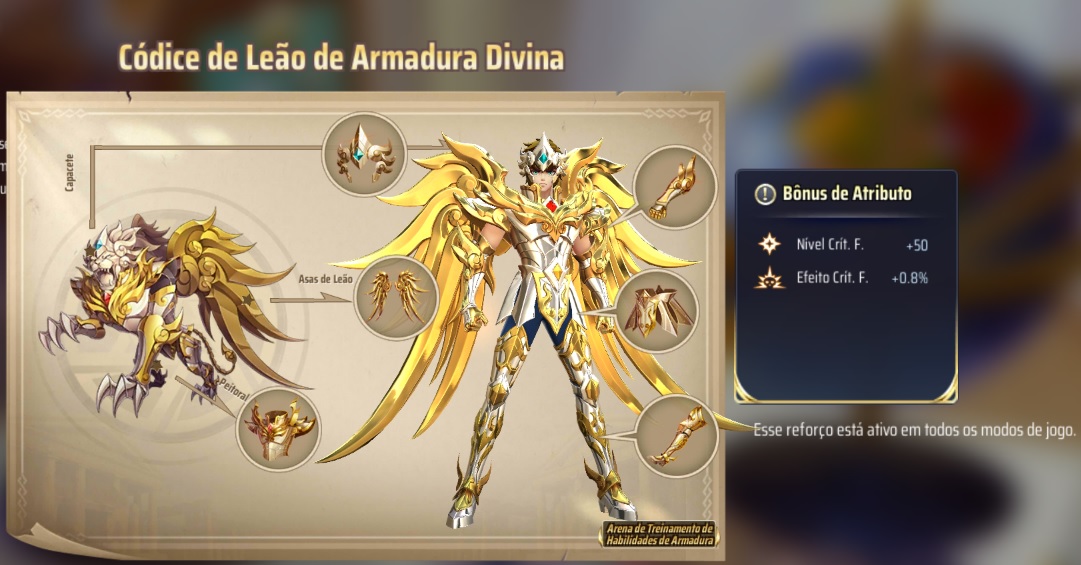 Códice de Leão de Armadura Divina
Capacete
Asas de Leão
Peitoral
Arena de Treinamento de
Habilidades de Armadura
Bônus de Atributo
Nível Crít. F. +50
Efeito Crít. F. +0.8%
Esse reforço está ativo em todos os modos de jogo.